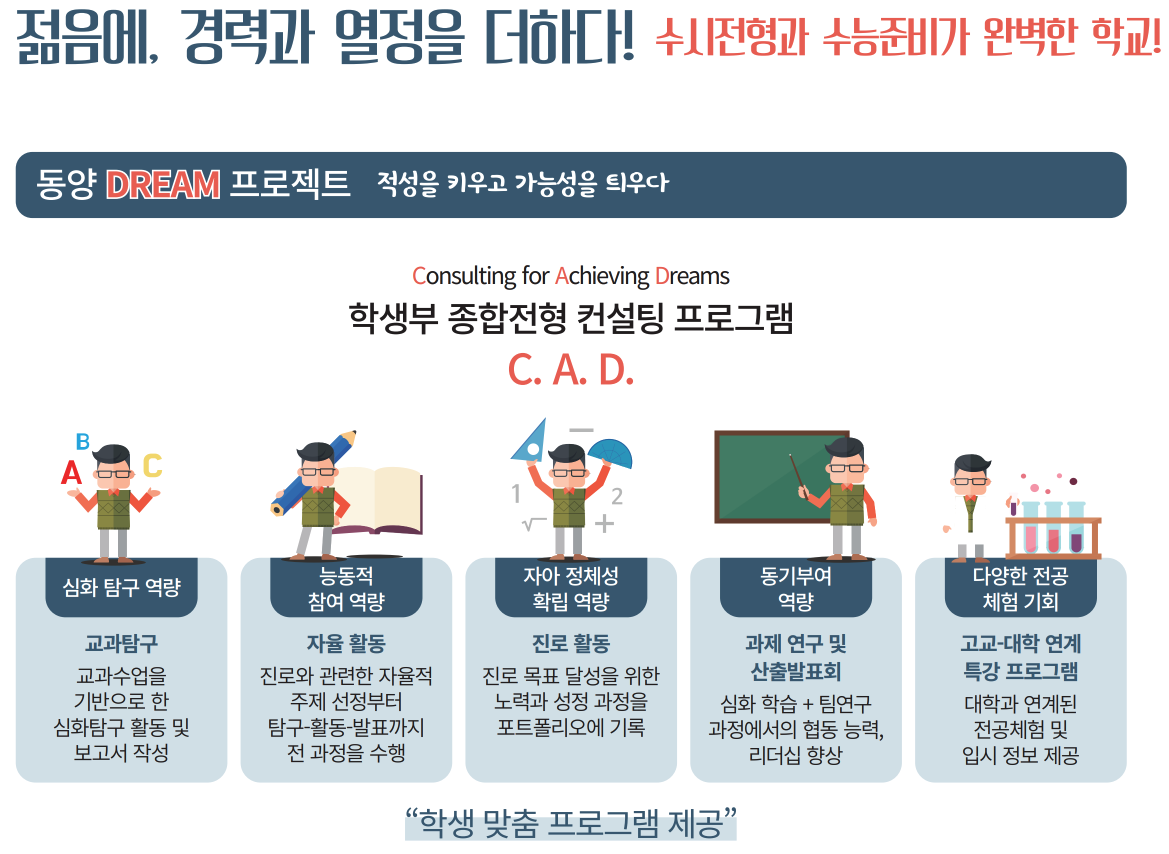 젊음에, 경력과 열정을 더하다! 수시전형과 수능준비가 완벽한 학교!
동양 DREAM 프로젝트 적성을 키우고 가능성을 틔우다
Consulting for Achieving Dreams
학생부 종합전형 컨설팅 프로그램
C. A. D.
A B C
1 2
√ + −
심화 탐구 역량
교과탐구
교과수업을
기반으로 한
심화탐구 활동 및
보고서 작성
능동적
참여 역량
자율 활동
진로와 관련한 자율적
주제 선정부터
탐구-활동-발표까지
전 과정을 수행
자아 정체성
확립 역량
진로 활동
진로 목표 달성을 위한
노력과 성정 과정을
포트폴리오에 기록
동기부여
역량
과제 연구 및
산출발표회
심화 학습 + 팀연구
과정에서의 협동 능력,
리더십 향상
다양한 전공
체험 기회
고교-대학 연계
특강 프로그램
대학과 연계된
전공체험 및
입시 정보 제공
“학생 맞춤 프로그램 제공”